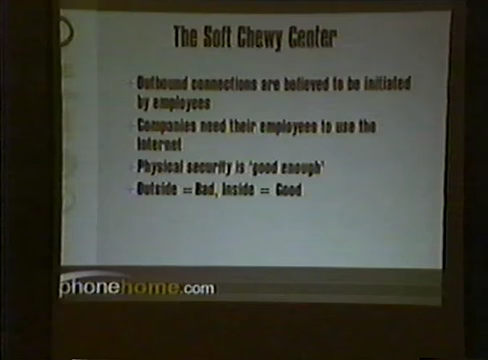 The Soft Chewy Center
Outbound connections are believed to be initiated
by employees
Companies need their employees to use the
Internet
Physical security is 'good enough'
Outside = Bad, Inside = Good
phonehome.com